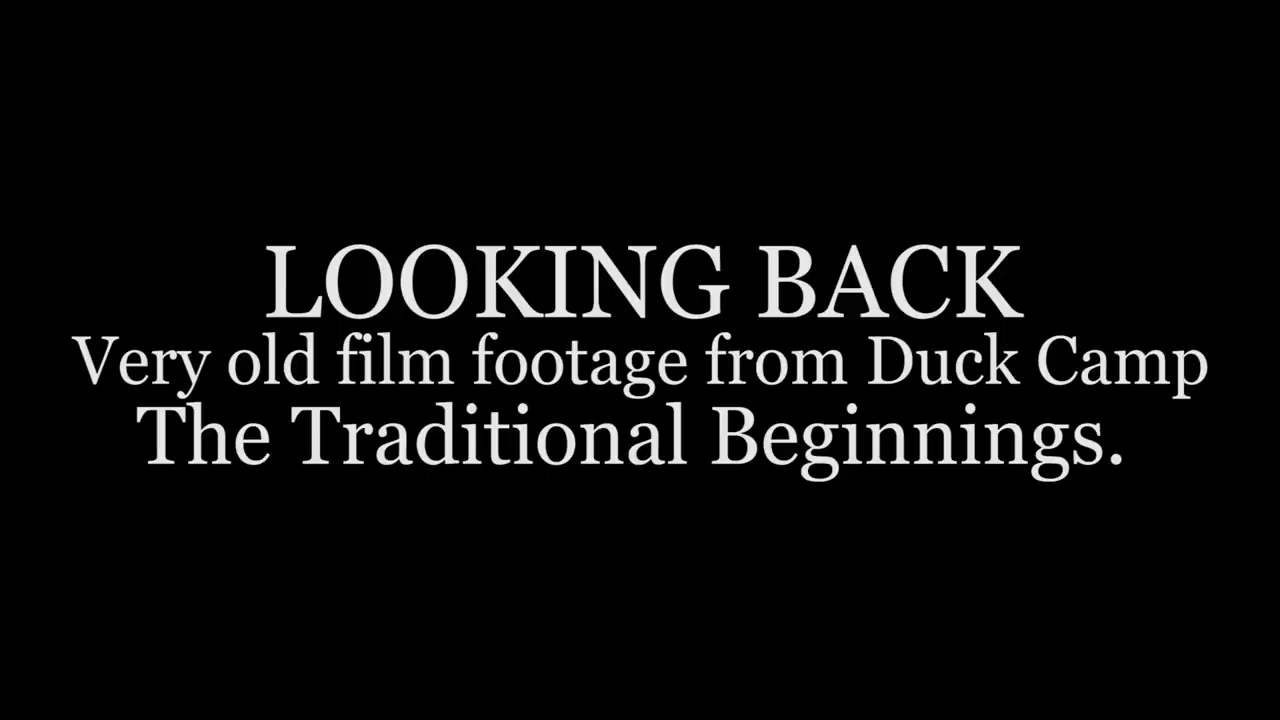 LOOKING BACK
Very old film footage from Duck Camp
The Traditional Beginnings.